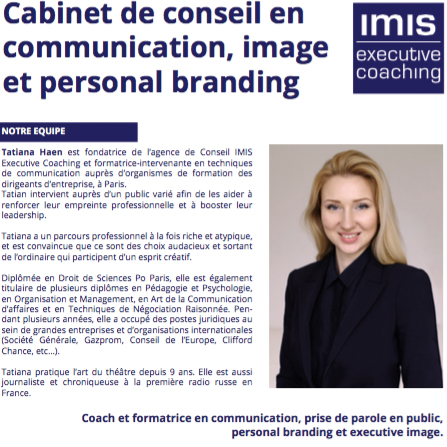 Cabinet de conseil en
communication, image
et personal branding
imis
executive
coaching
NOTRE EQUIPE
Tatiana Haen est fondatrice de l'agence de Conseil IMIS
Executive Coaching et formatrice-intervenante en techniques
de communication auprès d'organismes de formation des
dirigeants d'entreprise, à Paris.
Tatian intervient auprès d'un public varié afin de les aider à
renforcer leur empreinte professionnelle et à booster leur
leadership.
Tatiana a un parcours professionnel à la fois riche et atypique,
et est convaincue que ce sont des choix audacieux et sortant
de l'ordinaire qui participent d'un esprit créatif.
Diplômée en Droit de Sciences Po Paris, elle est également
titulaire de plusieurs diplômes en Pédagogie et Psychologie,
en Organisation et Management, en Art de la Communication
d'affaires et en Techniques de Négociation Raisonnée. Pen-
dant plusieurs années, elle a occupé des postes juridiques au
sein de grandes entreprises et d'organisations internationales
(Société Générale, Gazprom, Conseil de l'Europe, Clifford
Chance, etc...).
Tatiana pratique l'art du théâtre depuis 9 ans. Elle est aussi
journaliste et chroniqueuse à la première radio russe en
France.
Coach et formatrice en communication, prise de parole en public,
personal branding et executive image.